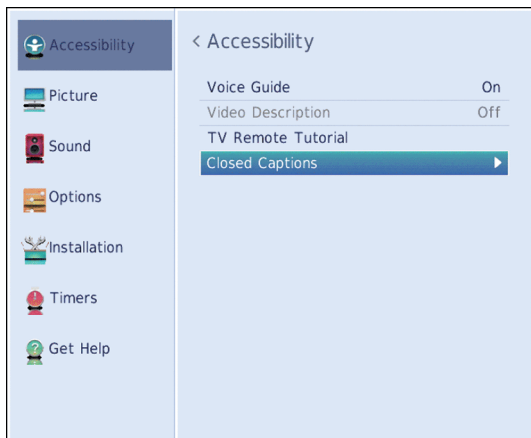 Accessibility
Picture
Sound
Options
Installation
Timers
Get Help
< Accessibility
Voice Guide On
Video Description Off
TV Remote Tutorial
Closed Captions